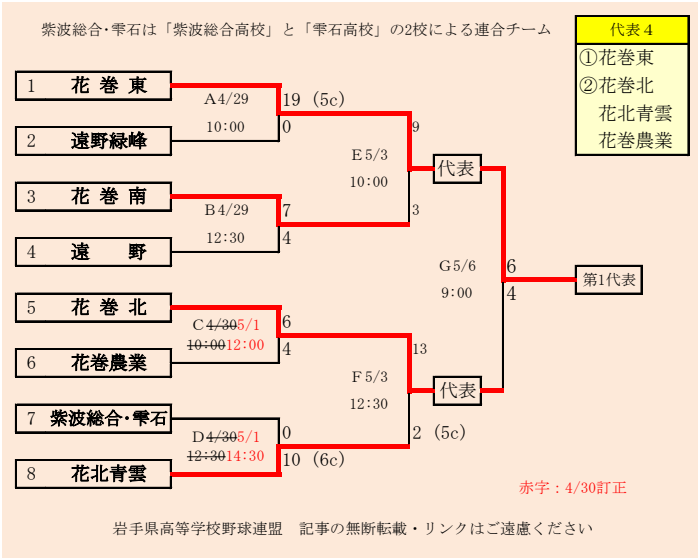 紫波総合・雫石は「紫波総合高校」と「雫石高校」の2校による連合チーム
代表４
①花巻東
②花巻北
花北青雲
花巻農業
1 花 巻 東
A4/29
10:00
19 (5c)
0
2 遠野緑峰
E5/3
10:00
9
3
代表
3 花 巻 南
B4/29
12:30
7
4
4 遠 野
G5/6
9:00
6
4
第1代表
5 花 巻 北
C4/305/1
10:0012:00
6
4
6 花巻農業
F5/3
12:30
13
2 (5c)
代表
7 紫波総合・雫石
D4/305/1
12:3014:30
0
10 (6c)
8 花北青雲
赤字：4/30訂正
岩手県高等学校野球連盟　記事の無断転載・リンクはご遠慮ください